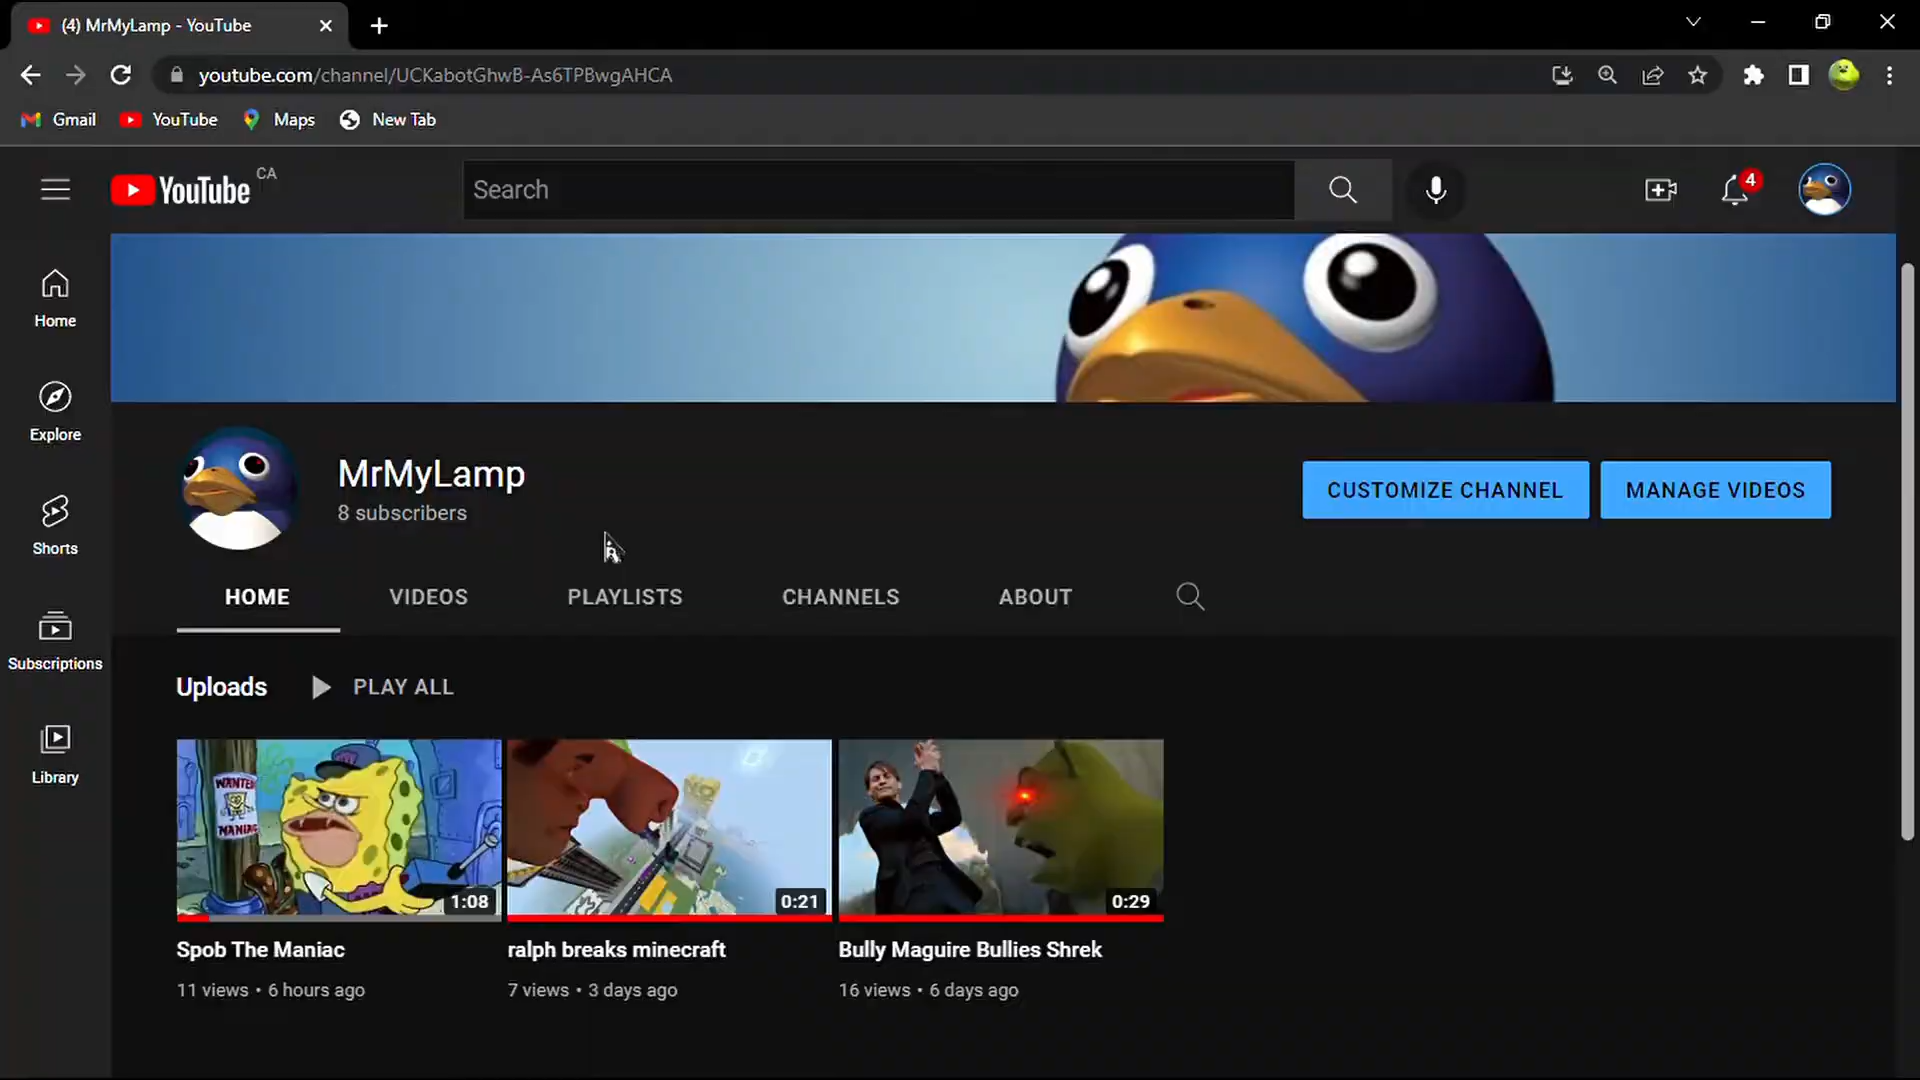 (4) MrMyLamp - YouTube
youtube.com/channel/UCKabotGhwB-As6TPBwgAHCA
Gmail YouTube Maps New Tab
YouTube CA
Search
4
Home
Explore
Shorts
Subscriptions
Library
MrMyLamp
8 subscribers
CUSTOMIZE CHANNEL MANAGE VIDEOS
HOME VIDEOS PLAYLISTS CHANNELS ABOUT
Uploads PLAY ALL
WANTED
MANIAC
1:08
0:21
0:29
Spob The Maniac
11 views • 6 hours ago
ralph breaks minecraft
7 views • 3 days ago
Bully Maguire Bullies Shrek
16 views • 6 days ago